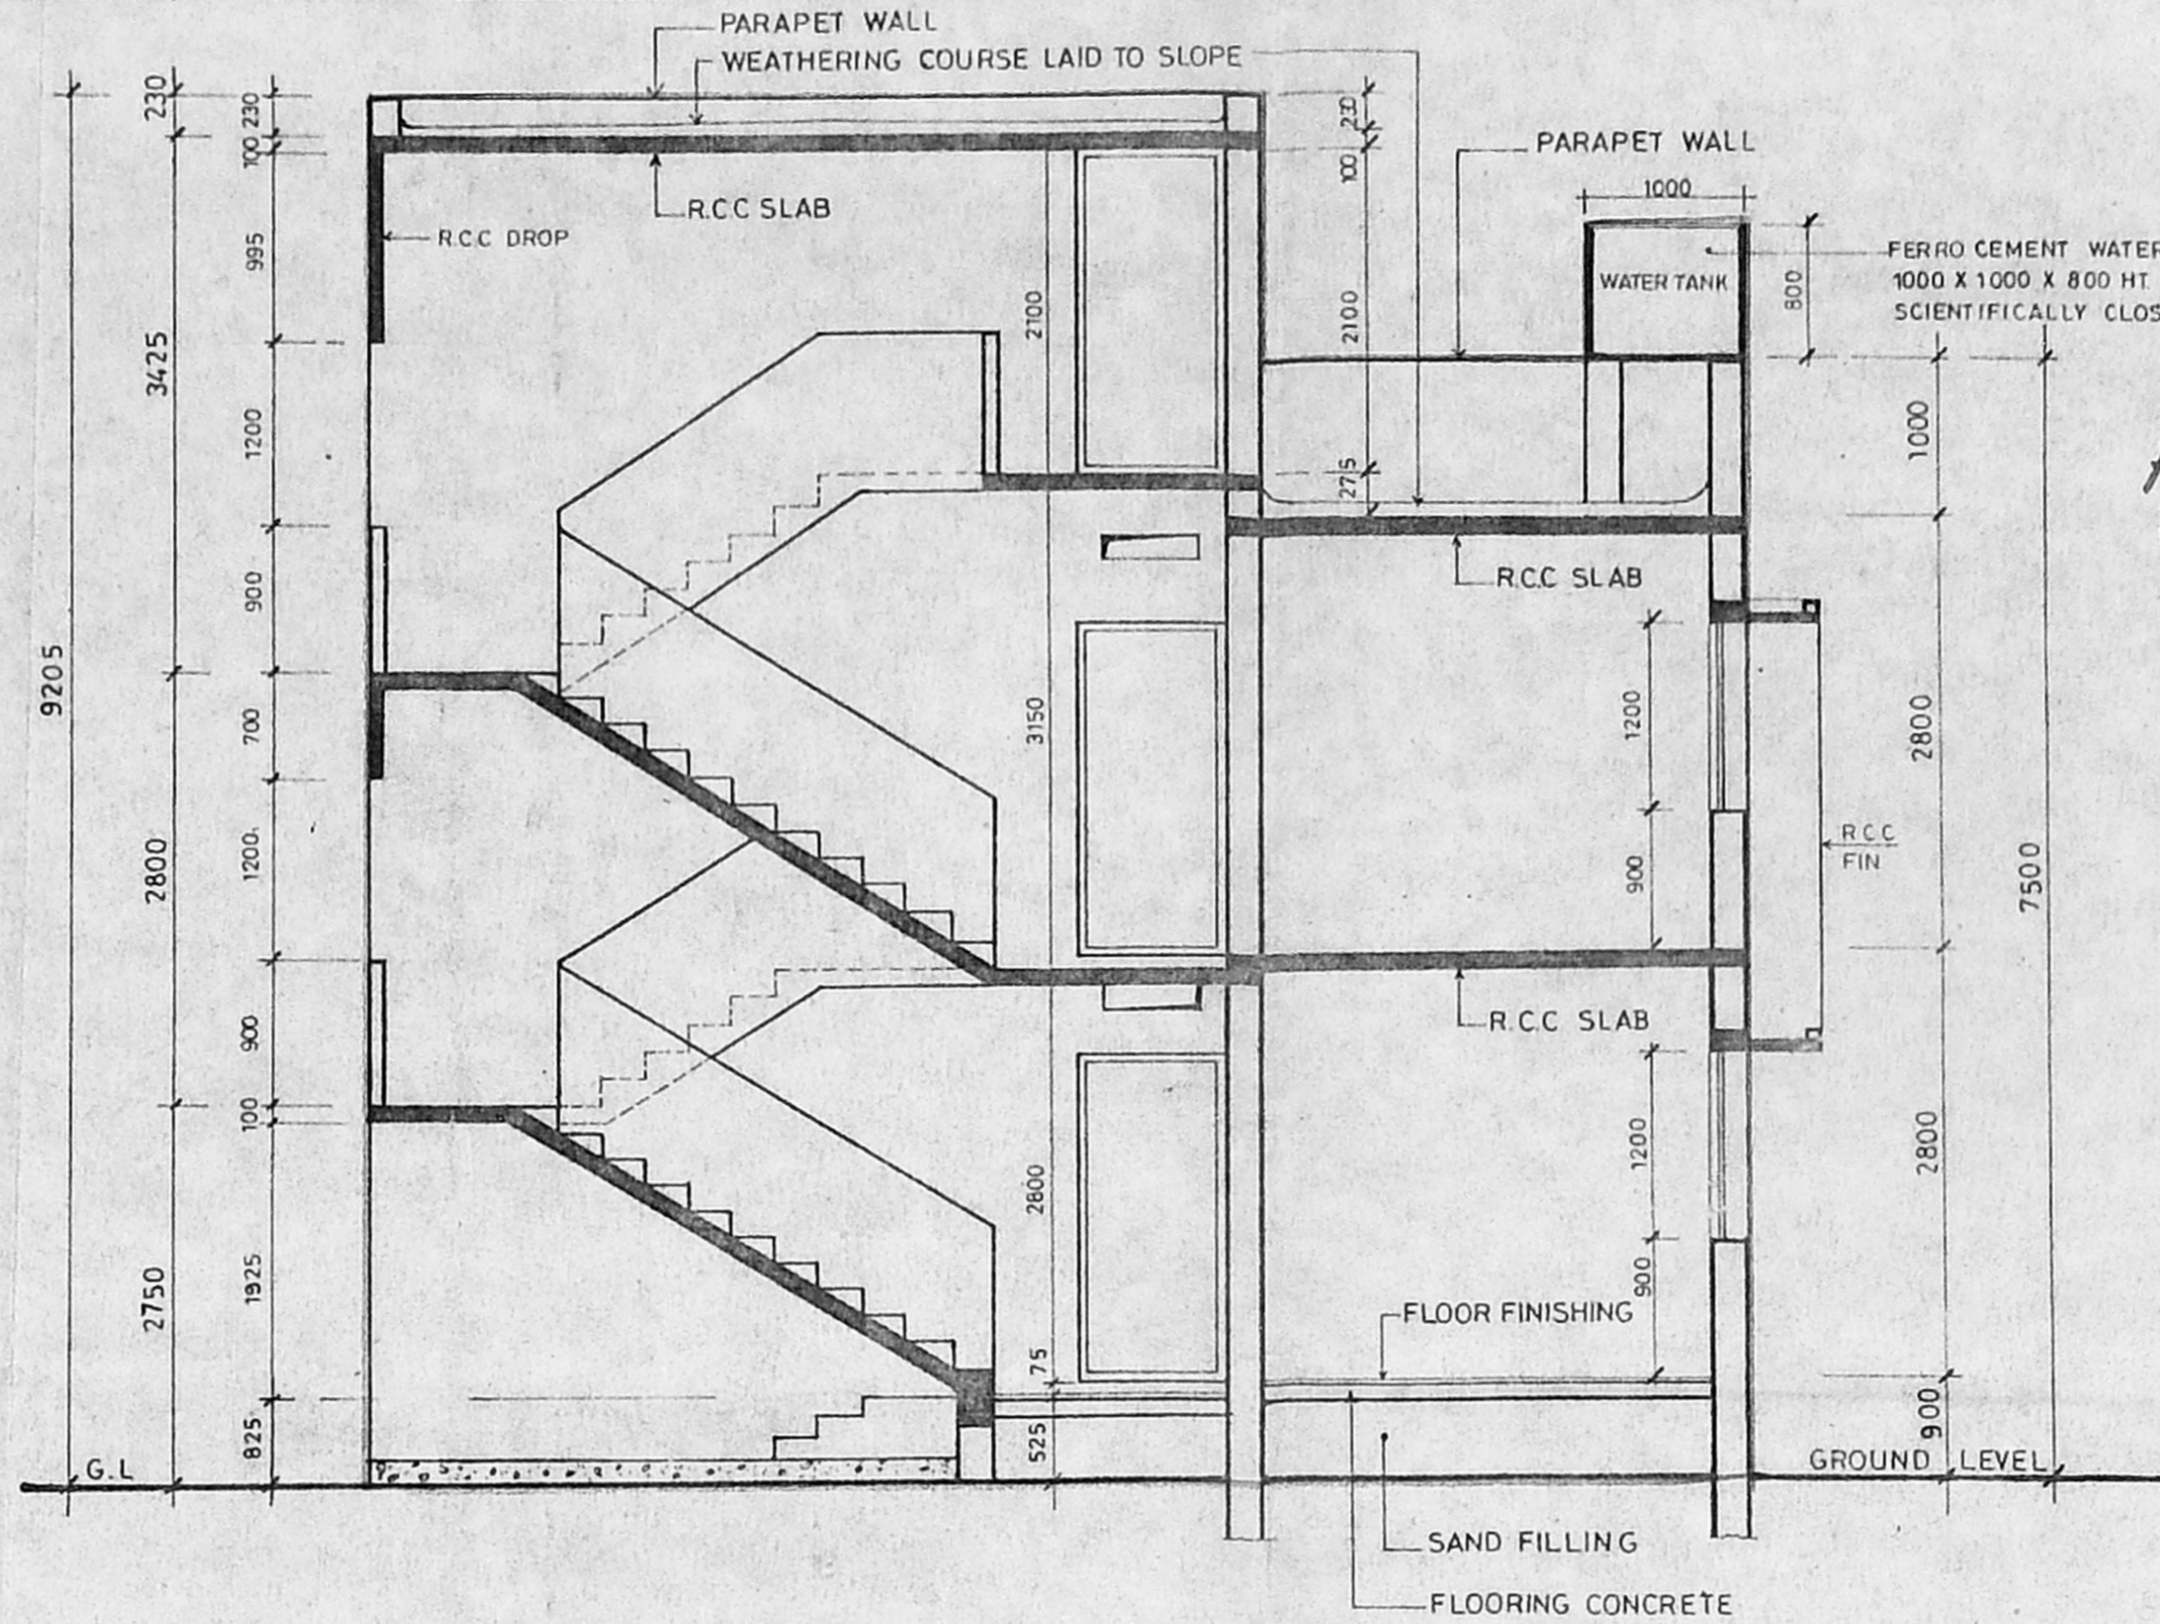 PARAPET WALL
WEATHERING COURSE LAID TO SLOPE
PARAPET WALL
R.C.C SLAB
R.C.C DROP
1000
WATER TANK
800
FERRO CEMENT WATER
1000 X 1000 X 800 HT.
SCIENTIFICALLY CLOS
230
230
100
995
1200
900
700
1200
900
100
1925
825
3425
2800
2750
9205
2100
3150
2800
75
525
230
100
2100
275
R.C.C SLAB
1200
900
R.C.C SLAB
1200
900
R C C
FIN
1000
2800
2800
900
7500
FLOOR FINISHING
G.L
GROUND LEVEL
SAND FILLING
FLOORING CONCRETE